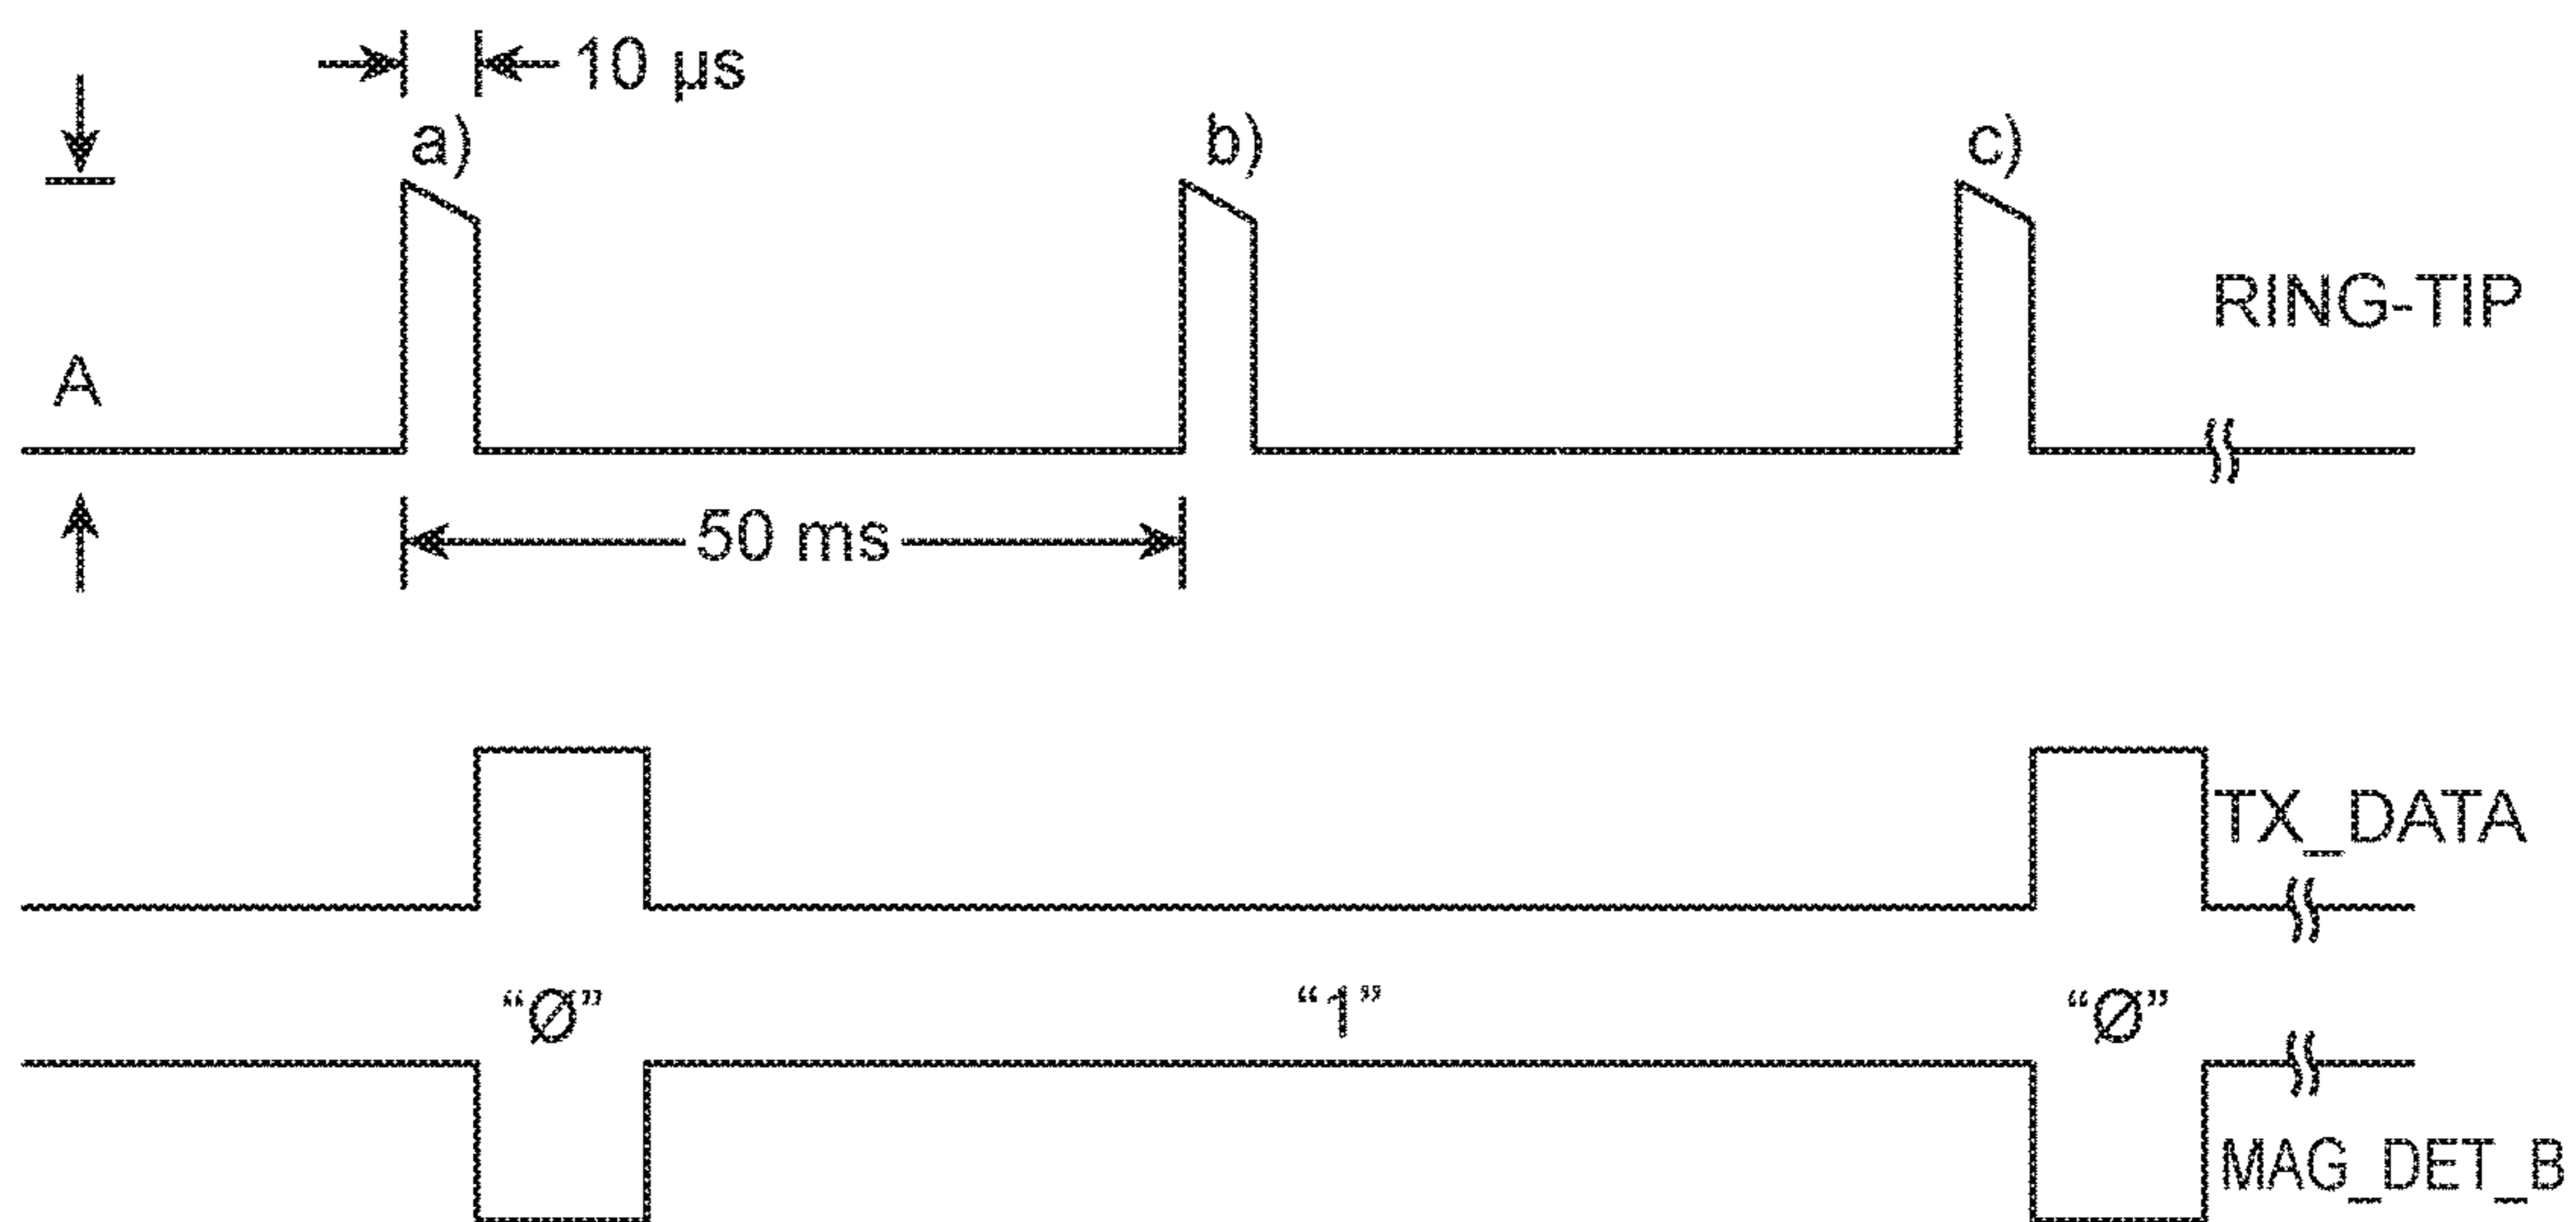 10 µs
a)
b)
c)
RING-TIP
A
50 ms
TX_DATA
“Ø”
“1”
“Ø”
MAG_DET_B